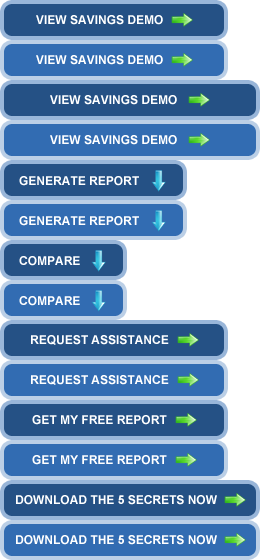 VIEW SAVINGS DEMO
VIEW SAVINGS DEMO
VIEW SAVINGS DEMO
VIEW SAVINGS DEMO
GENERATE REPORT
GENERATE REPORT
COMPARE
COMPARE
REQUEST ASSISTANCE
REQUEST ASSISTANCE
GET MY FREE REPORT
GET MY FREE REPORT
DOWNLOAD THE 5 SECRETS NOW
DOWNLOAD THE 5 SECRETS NOW